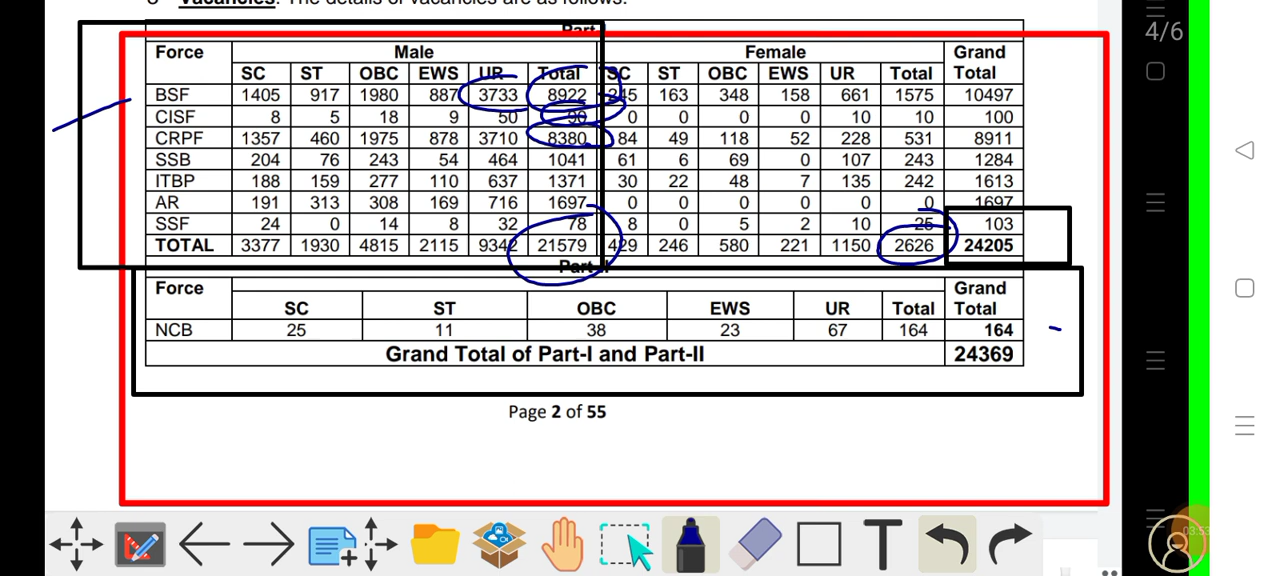 Vacancies: The details of vacancies are as follows:
Part
Force Male Female Grand Total
SC ST OBC EWS UR Total SC ST OBC EWS UR Total
BSF 1405 917 1980 887 3733 8922 245 163 348 158 661 1575 10497
CISF 8 5 18 9 50 90 0 0 0 0 10 10 100
CRPF 1357 460 1975 878 3710 8380 84 49 118 52 228 531 8911
SSB 204 76 243 54 464 1041 61 6 69 0 107 243 1284
ITBP 188 159 277 110 637 1371 30 22 48 7 135 242 1613
AR 191 313 308 169 716 1697 0 0 0 0 0 0 1697
SSF 24 0 14 8 32 78 8 0 5 2 10 25 103
TOTAL 3377 1930 4815 2115 9342 21579 429 246 580 221 1150 2626 24205
Part-II
Force Grand Total
SC ST OBC EWS UR Total
NCB 25 11 38 23 67 164 164
Grand Total of Part-I and Part-II 24369
Page 2 of 55
4/6
T
03:53